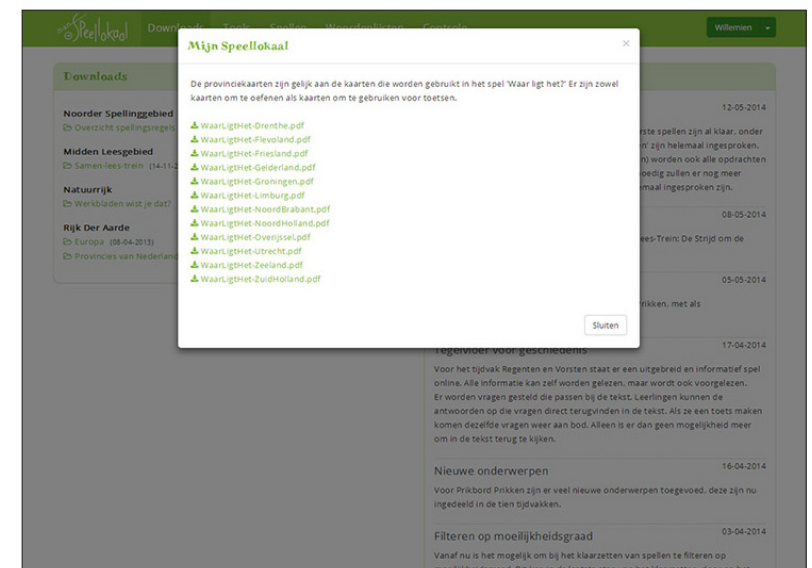 Speellokaal Downloads Tools Spellen Woordenlijsten Controle Willemien
Mijn Speellokaal ×
De provinciekaarten zijn gelijk aan de kaarten die worden gebruikt in het spel 'Waar ligt het?' Er zijn zowel
kaarten om te oefenen als kaarten om te gebruiken voor toetsen.
WaarLigtHet-Drenthe.pdf
WaarLigtHet-Flevoland.pdf
WaarLigtHet-Friesland.pdf
WaarLigtHet-Gelderland.pdf
WaarLigtHet-Groningen.pdf
WaarLigtHet-Limburg.pdf
WaarLigtHet-NoordBrabant.pdf
WaarLigtHet-NoordHolland.pdf
WaarLigtHet-Overijssel.pdf
WaarLigtHet-Utrecht.pdf
WaarLigtHet-Zeeland.pdf
WaarLigtHet-ZuidHolland.pdf
Sluiten
Downloads
Noorder Spellinggebied
Overzicht spellingsregels
Midden Leesgebied
Samen-lees-trein (14-11-2
Natuurrijk
Werkbladen wist je dat?
Rijk Der Aarde
Europa (08-04-2013)
Provincies van Nederland
12-05-2014
rste spellen zijn al klaar, onder
n' zijn helemaal ingesproken.
n) worden ook alle opdrachten
oedig zullen er nog meer
maal ingesproken zijn.
08-05-2014
ees-Trein: De Strijd om de
05-05-2014
rikken, met als
Tegelvloer voor geschiedenis 17-04-2014
Voor het tijdvak Regenten en Vorsten staat er een uitgebreid en informatief spel
online. Alle informatie kan zelf worden gelezen, maar wordt ook voorgelezen.
Er worden vragen gesteld die passen bij de tekst. Leerlingen kunnen de
antwoorden op die vragen direct terugvinden in de tekst. Als ze een toets maken
komen dezelfde vragen weer aan bod. Alleen is er dan geen mogelijkheid meer
om in de tekst terug te kijken.
Nieuwe onderwerpen 16-04-2014
Voor Prikbord Prikken zijn er veel nieuwe onderwerpen toegevoegd, deze zijn nu
ingedeeld in de tien tijdvakken.
Filteren op moeilijkheidsgraad 03-04-2014
Vanaf nu is het mogelijk om bij het klaarzetten van spellen te filteren op